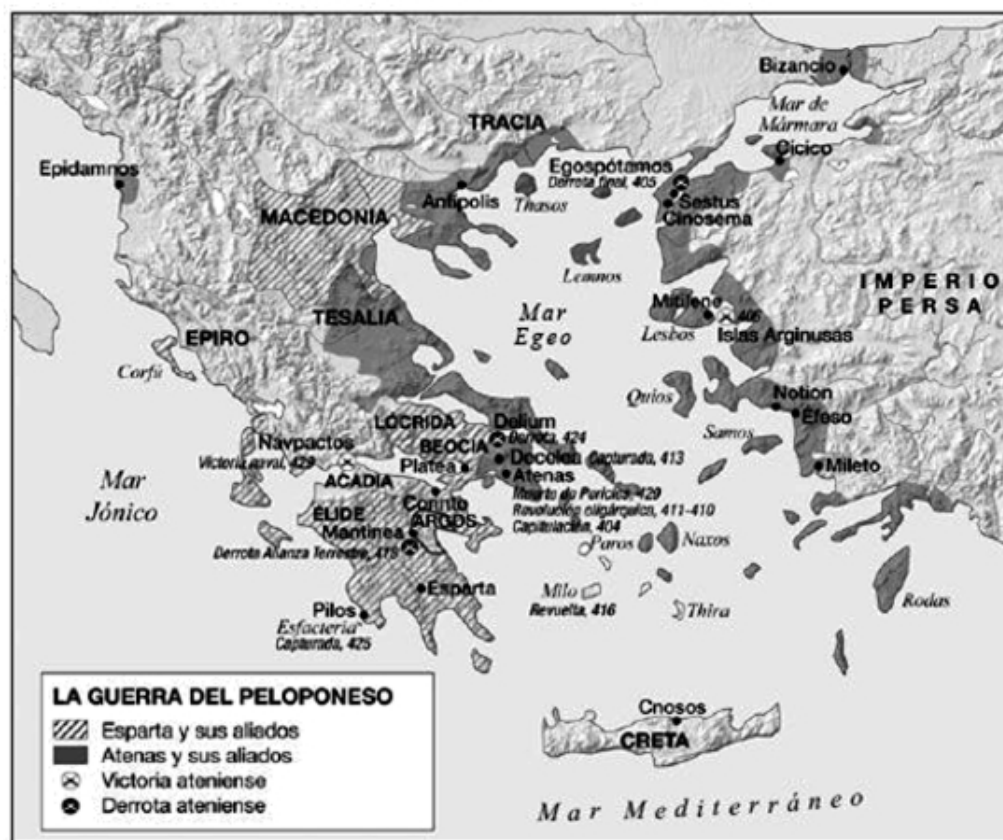 Bizancio
Mar de
Mármara
Cicico
TRACIA
Egospótamos
Derrota final, 405
Sestus
Cinosema
Epidamnos
Antipolis
Thasos
MACEDONIA
Lemnos
IMPERIO
PERSA
Mitilene
406
Lesbos
Islas Arginusas
TESALIA
Mar
Egeo
EPIRO
Corfú
Quios
Notion
Éfeso
Samos
Mileto
LOCRIDA
Delium
Derrota, 424
BEOCIA
Navpactos
Victoria naval, 429
Platea
Decelea Capturada, 413
Atenas
Muerte de Pericles, 429
Revolución oligárquica, 411-410
Capitulación, 404
ACADIA
Corinto
ARGOS
ÉLIDE
Mantinea
Derrota Alianza Terrestre, 418
Mar
Jónico
Paros
Naxos
Esparta
Milo
Revuelta, 416
Thira
Rodas
Pilos
Esfacteria
Capturada, 425
Cnosos
CRETA
Mar Mediterráneo
LA GUERRA DEL PELOPONESO
Esparta y sus aliados
Atenas y sus aliados
Victoria ateniense
Derrota ateniense